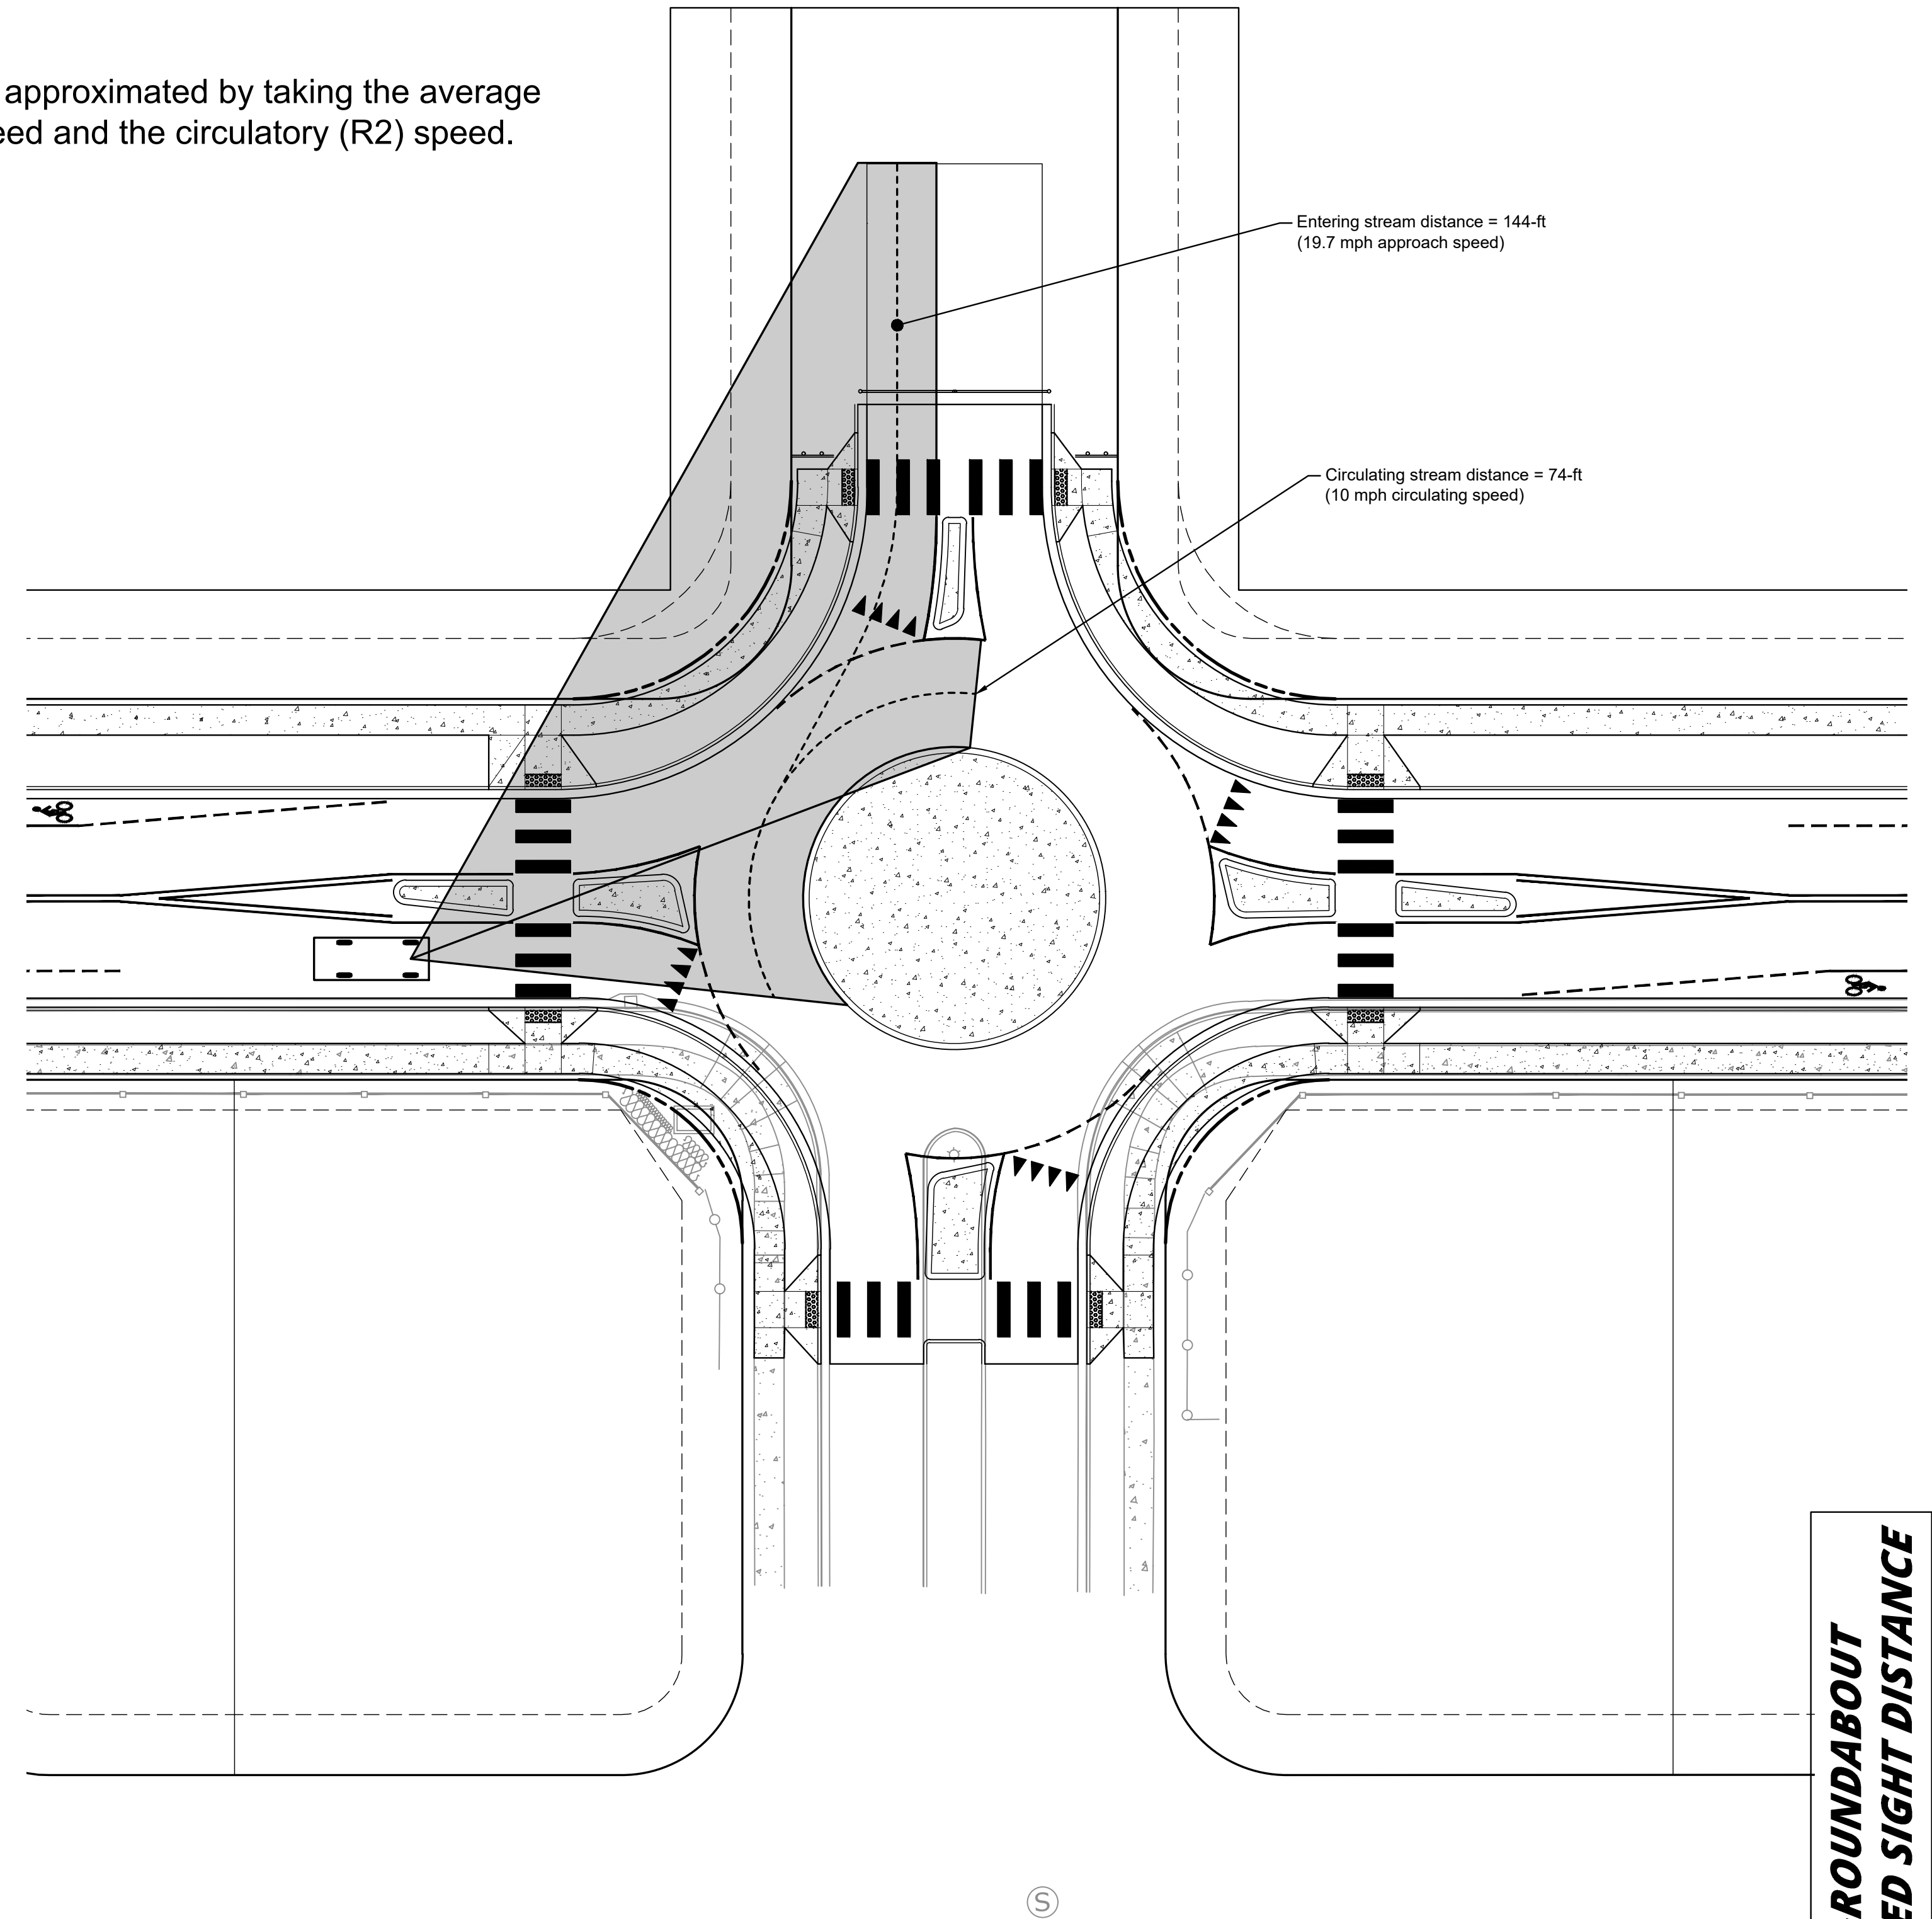 approximated by taking the average
eed and the circulatory (R2) speed.
Entering stream distance = 144-ft
(19.7 mph approach speed)
Circulating stream distance = 74-ft
(10 mph circulating speed)
ROUNDABOUT
ED SIGHT DISTANCE
S